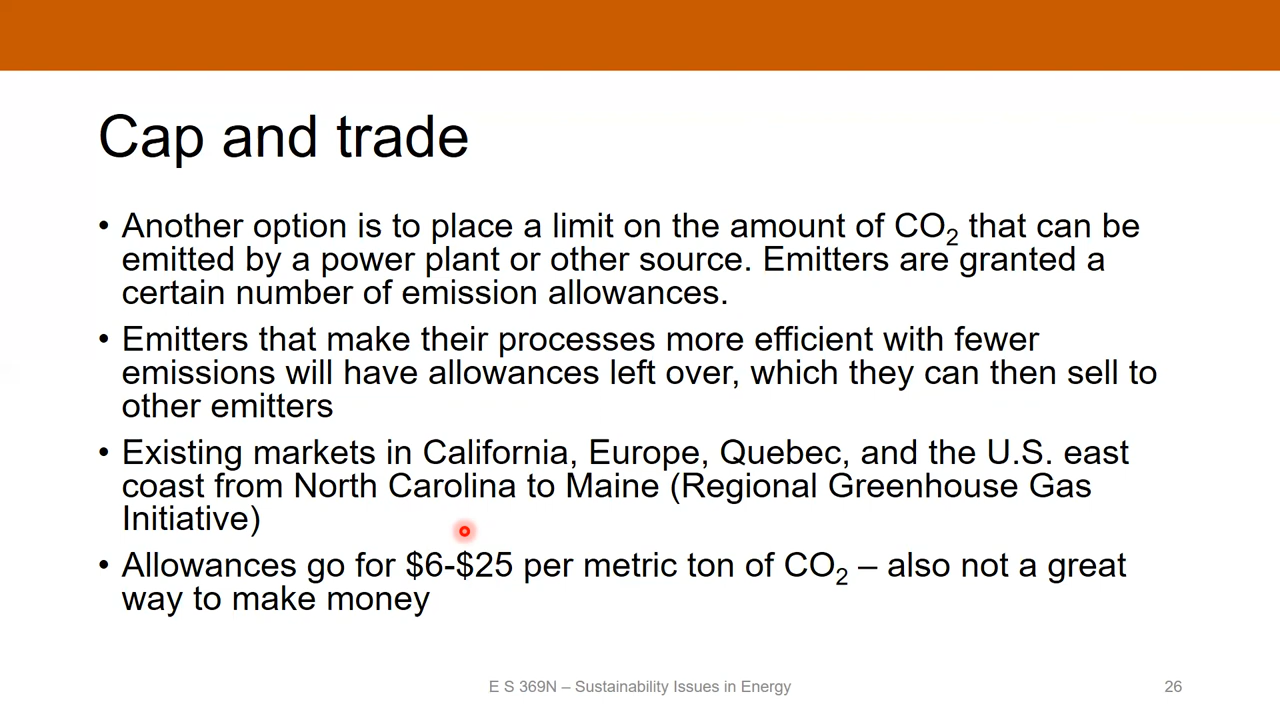 Cap and trade
• Another option is to place a limit on the amount of CO₂ that can be
emitted by a power plant or other source. Emitters are granted a
certain number of emission allowances.
• Emitters that make their processes more efficient with fewer
emissions will have allowances left over, which they can then sell to
other emitters
• Existing markets in California, Europe, Quebec, and the U.S. east
coast from North Carolina to Maine (Regional Greenhouse Gas
Initiative)
• Allowances go for $6-$25 per metric ton of CO₂ – also not a great
way to make money
E S 369N – Sustainability Issues in Energy
26